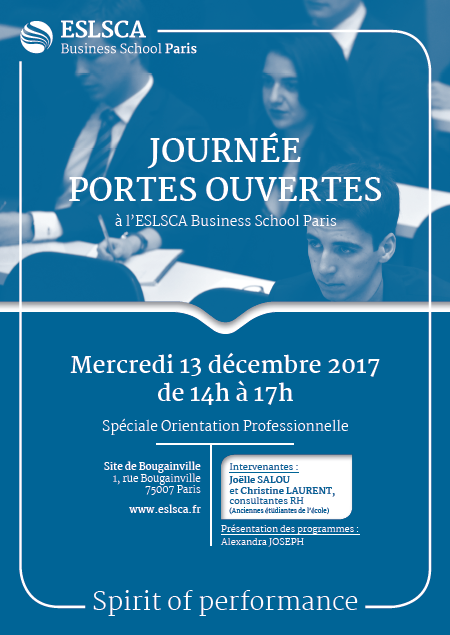 ESLSCA
Business School Paris
JOURNÉE
PORTES OUVERTES
à l'ESLSCA Business School Paris
Mercredi 13 décembre 2017
de 14h à 17h
Spéciale Orientation Professionnelle
Site de Bougainville
1, rue Bougainville
75007 Paris
www.eslsca.fr
Intervenantes :
Joëlle SALOU
et Christine LAURENT,
consultantes RH
(Anciennes étudiantes de l'école)
Présentation des programmes :
Alexandra JOSEPH
Spirit of performance